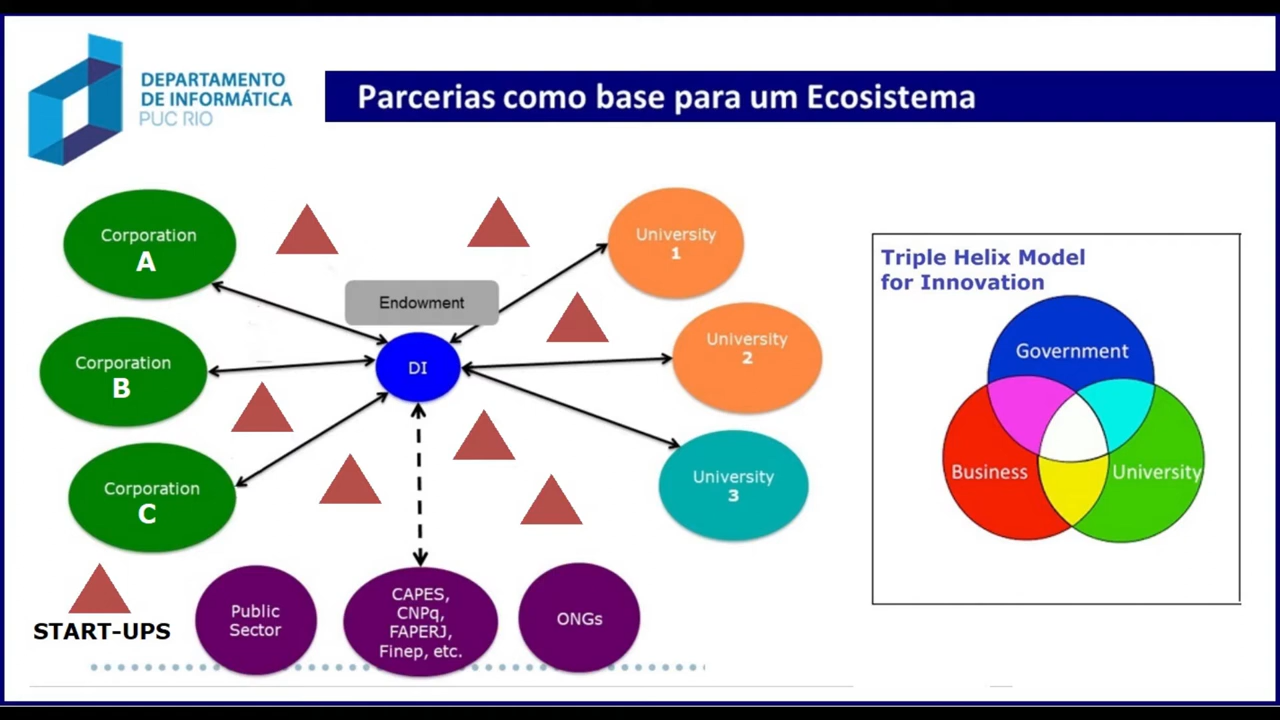 DEPARTAMENTO
DE INFORMÁTICA
PUC RIO
Parcerias como base para um Ecosistema
Corporation
A
Corporation
B
Corporation
C
Endowment
DI
University
1
University
2
University
3
START-UPS
Public
Sector
CAPES,
CNPq,
FAPERJ,
Finep, etc.
ONGs
Triple Helix Model
for Innovation
Government
Business
University